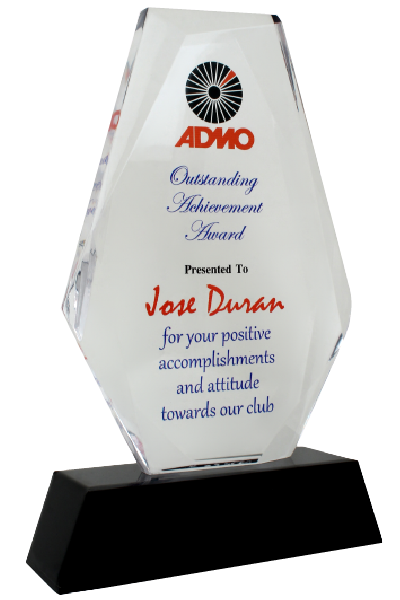 ADMO
Outstanding
Achievement
Award
Presented To
Jose Duran
for your positive
accomplishments
and attitude
towards our club